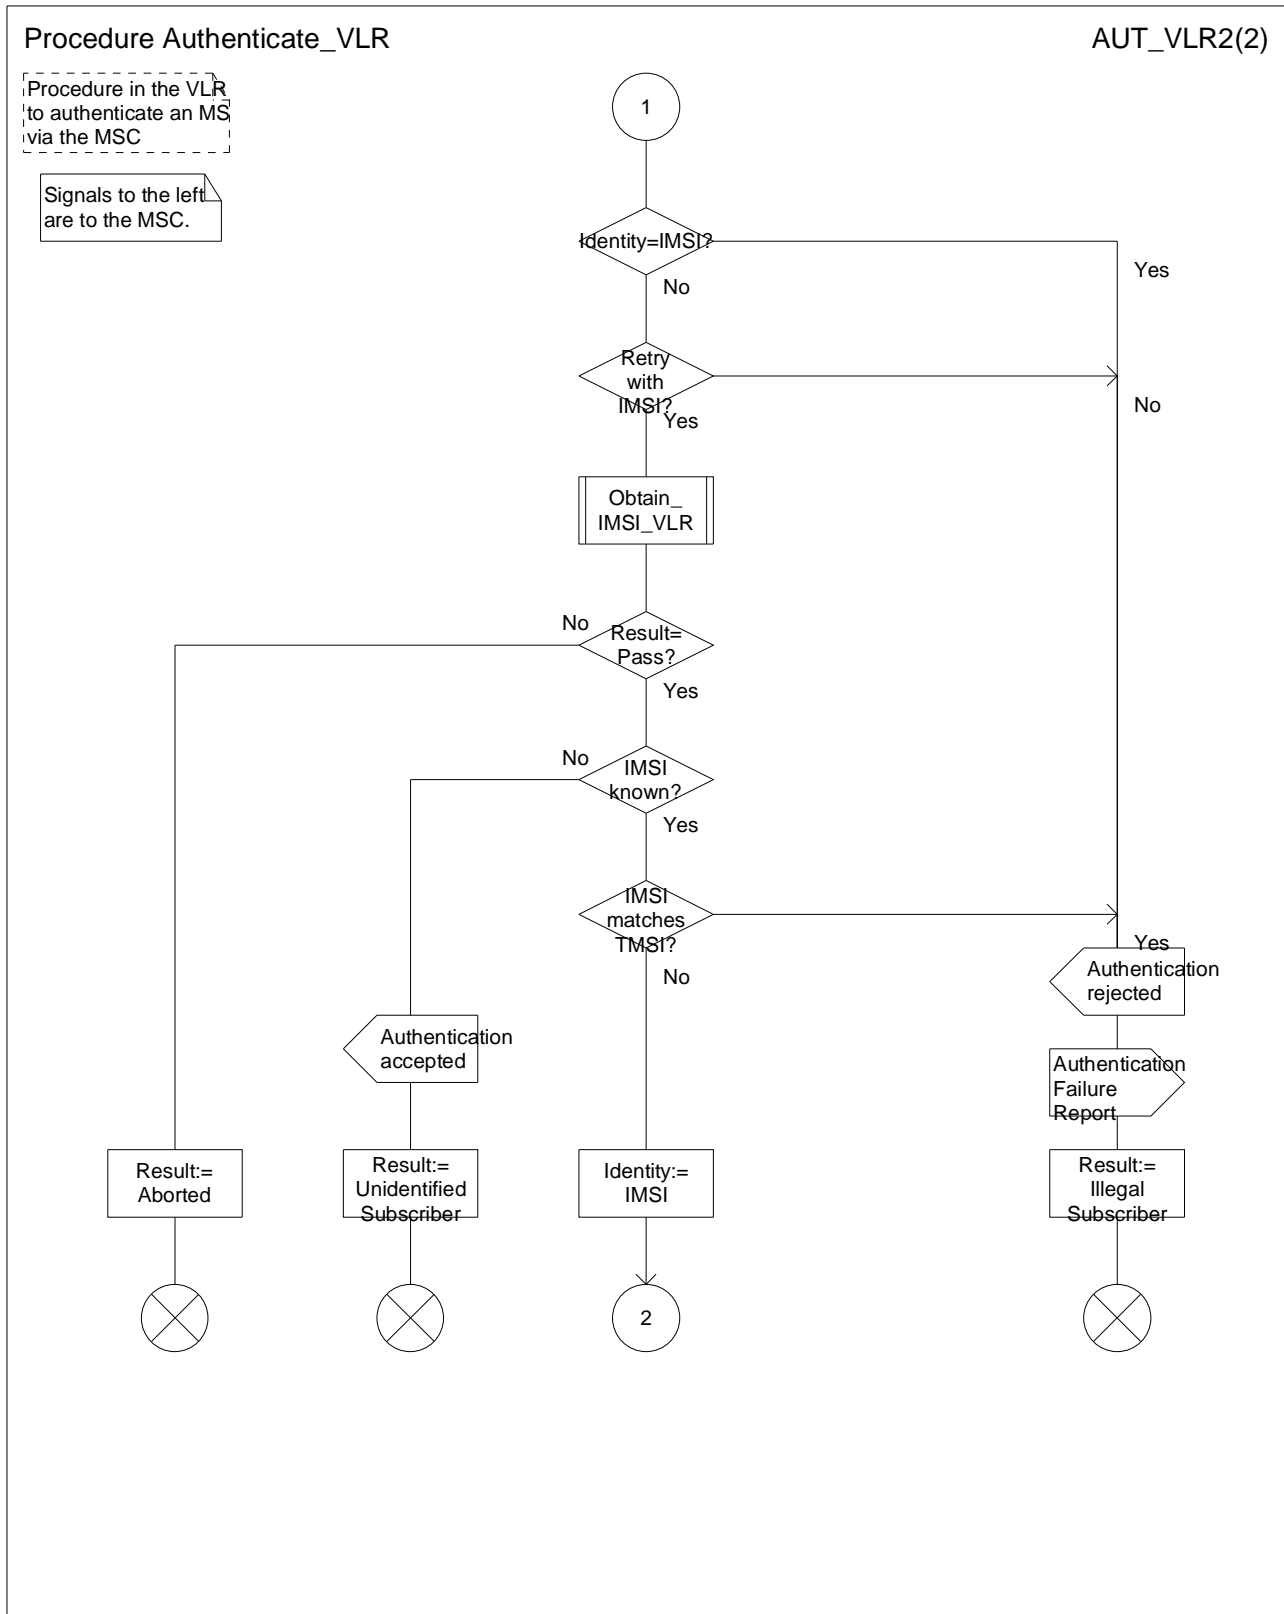 Procedure Authenticate_VLR
AUT_VLR2(2)
Procedure in the VLR
to authenticate an MS
via the MSC
Signals to the left
are to the MSC.
1
Identity=IMSI?
Yes
No
Retry
with
IMSI?
No
Yes
Obtain_
IMSI_VLR
No
Result=
Pass?
Yes
No
IMSI
known?
Yes
IMSI
matches
TMSI?
Yes
No
Authentication
rejected
Authentication
accepted
Authentication
Failure
Report
Result:=
Aborted
Result:=
Unidentified
Subscriber
Identity:=
IMSI
Result:=
Illegal
Subscriber
2